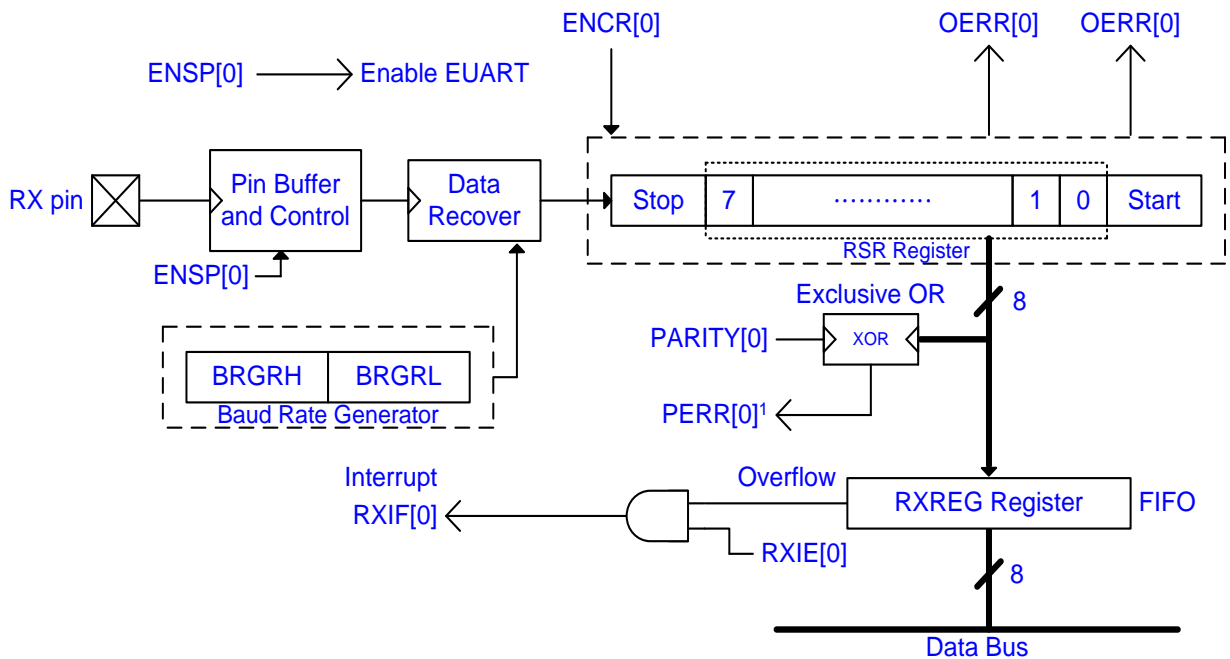 ENCR[0]
OERR[0]
OERR[0]
ENSP[0]
Enable EUART
RX pin
Pin Buffer
and Control
Data
Recover
Stop
7
............
1
0
Start
RSR Register
ENSP[0]
8
Exclusive OR
PARITY[0]
XOR
BRGRH
BRGRL
Baud Rate Generator
PERR[0]¹
Interrupt
Overflow
RXIF[0]
RXREG Register
FIFO
RXIE[0]
8
Data Bus